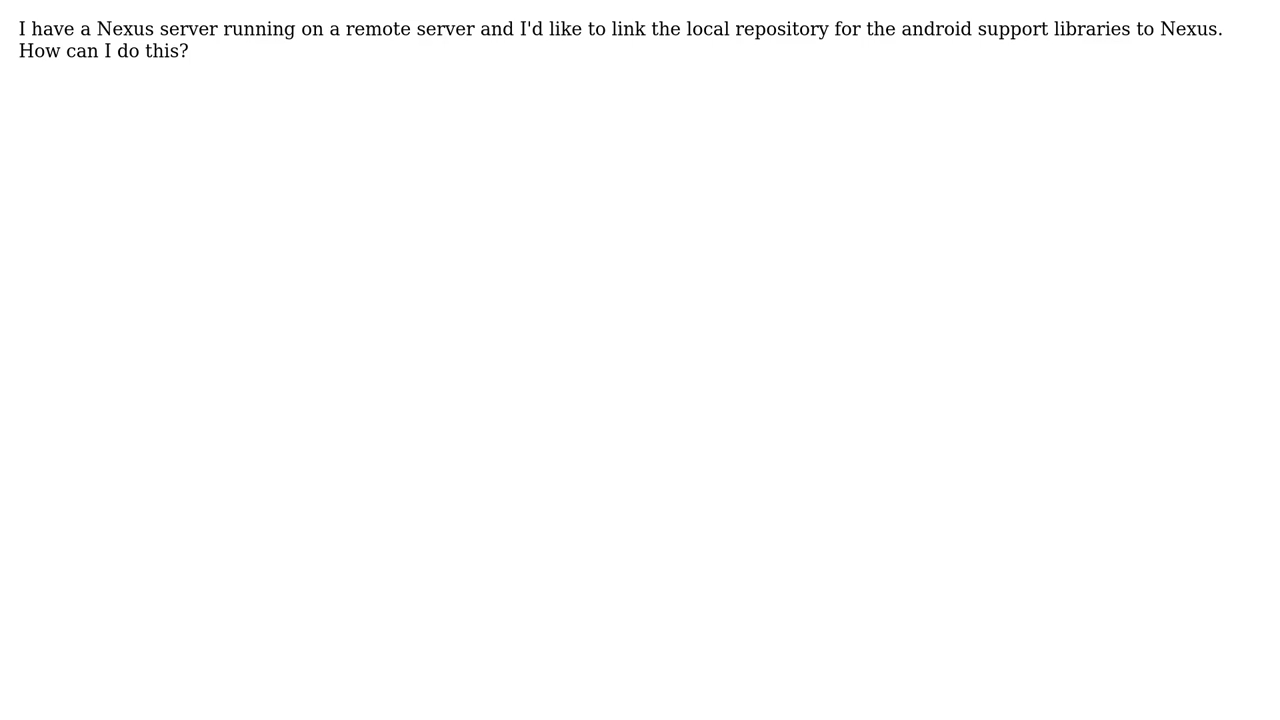 I have a Nexus server running on a remote server and I'd like to link the local repository for the android support libraries to Nexus.
How can I do this?